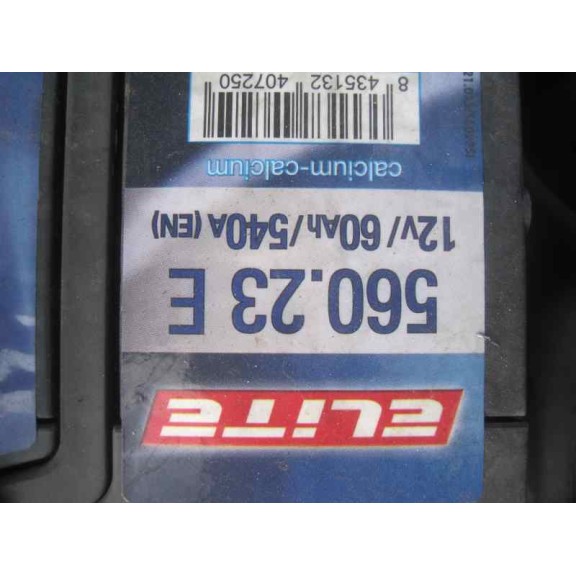 ELITE
560.23 E
12V/60Ah/540A (EN)
calcium-calcium
8 435132 407250